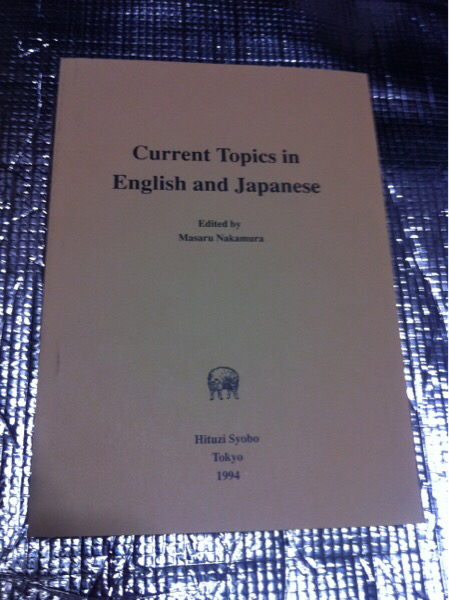 Current Topics in
English and Japanese
Edited by
Masaru Nakamura
Hituzi Syobo
Tokyo
1994